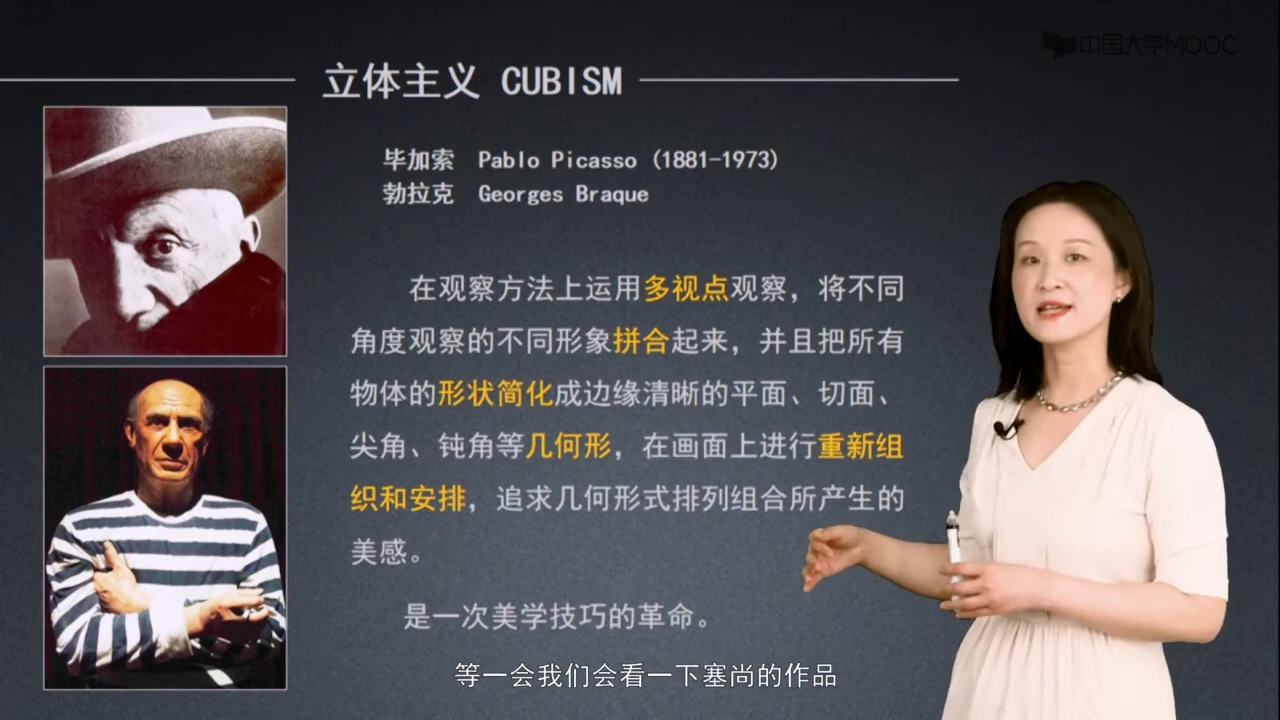 中国大学MOOC
立体主义 CUBISM
毕加索 Pablo Picasso (1881-1973)
勃拉克 Georges Braque
在观察方法上运用多视点观察，将不同
角度观察的不同形象拼合起来，并且把所有
物体的形状简化成边缘清晰的平面、切面、
尖角、钝角等几何形，在画面上进行重新组
织和安排，追求几何形式排列组合所产生的
美感。
是一次美学技巧的革命。
等一会我们会看一下塞尚的作品